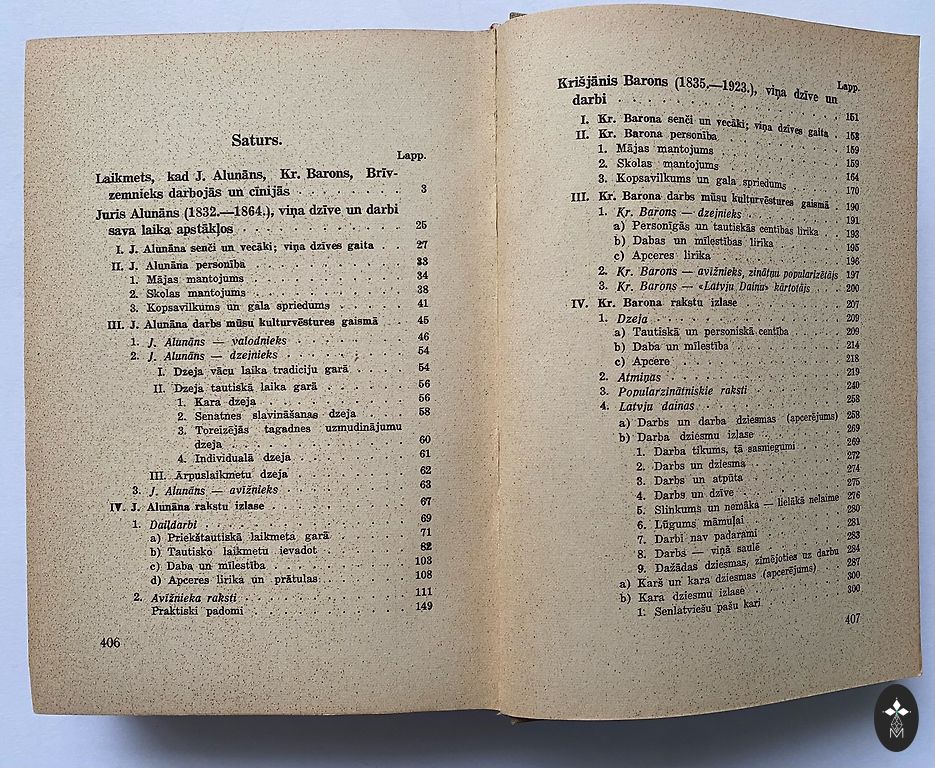 Saturs.
Lapp.
Laikmets, kad J. Alunāns, Kr. Barons, Brīv-
zemnieks darbojās un cīnijās 3
Juris Alunāns (1832.—1864.), viņa dzīve un darbi
sava laika apstākļos 25
I. J. Alunāna senči un vecāki; viņa dzīves gaita 27
II. J. Alunāna personība 33
1. Mājas mantojums 34
2. Skolas mantojums 38
3. Kopsavilkums un gala spriedums 41
III. J. Alunāna darbs mūsu kulturvēstures gaismā 45
1. J. Alunāns — valodnieks 46
2. J. Alunāns — dzejnieks 54
I. Dzeja vācu laika tradiciju garā 54
II. Dzeja tautiskā laika garā 56
1. Kara dzeja 56
2. Senatnes slavināšanas dzeja 58
3. Toreizējās tagadnes uzmudinājumu
dzeja 60
4. Individualā dzeja 61
III. Ārpuslaikmetu dzeja 62
3. J. Alunāns — avīžnieks 63
IV. J. Alunāna rakstu izlase 67
1. Daiļdarbi 69
a) Priekštautiskā laikmeta garā 71
b) Tautisko laikmetu ievadot 82
c) Daba un mīlestība 103
d) Apceres lirika un prātulas 108
2. Avīžnieka raksti 111
Praktiski padomi 149
406
Lapp.
Krišjānis Barons (1835.—1923.), viņa dzīve un
darbi 151
I. Kr. Barona senči un vecāki; viņa dzīves gaita 153
II. Kr. Barona personība 159
1. Mājas mantojums 159
2. Skolas mantojums 164
3. Kopsavilkums un gala spriedums 170
III. Kr. Barona darbs mūsu kulturvēstures gaismā 190
1. Kr. Barons — dzejnieks 191
a) Personīgās un tautiskās centības lirika 193
b) Dabas un mīlestības lirika 195
c) Apceres lirika 196
2. Kr. Barons — avīžnieks, zinātņu popularizētājs 197
3. Kr. Barons — «Latvju Dainu» kārtotājs 200
IV. Kr. Barona rakstu izlase 207
1. Dzeja 209
a) Tautiskā un personiskā centība 209
b) Daba un mīlestība 214
c) Apcere 218
2. Atmiņas 219
3. Popularzinātniskie raksti 240
4. Latvju dainas 258
a) Darbs un darba dziesmas (apcerējums) 258
b) Darba dziesmu izlase 269
1. Darba tikums, tā sasniegumi 269
2. Darbs un dziesma 272
3. Darbs un atpūta 274
4. Darbs un dzīve 275
5. Slinkums un nemāka — lielākā nelaime 276
6. Lūgums māmuļai 280
7. Darbi nav padarami 281
8. Darbs — viņā saulē 283
9. Dažādas dziesmas, zīmējoties uz darbu 284
a) Karš un kara dziesmas (apcerējums) 287
b) Kara dziesmu izlase 300
1. Senlatviešu pašu kari 300
407
M